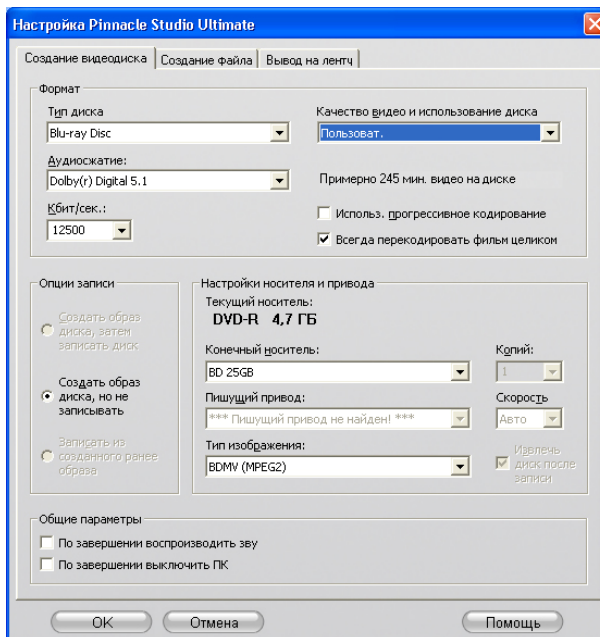 Настройка Pinnacle Studio Ultimate
Создание видеодиска Создание файла Вывод на ленту
Формат
Тип диска
Качество видео и использование диска
Blu-ray Disc
Пользоват.
Аудиосжатие:
Dolby(r) Digital 5.1
Примерно 245 мин. видео на диске
Кбит/сек.:
12500
Использ. прогрессивное кодирование
Всегда перекодировать фильм целиком
Опции записи
Создать образ
диска, затем
записать диск
Создать образ
диска, но не
записывать
Записать из
созданного ранее
образа
Настройки носителя и привода
Текущий носитель:
DVD-R 4,7 ГБ
Конечный носитель:
Копий:
BD 25GB
1
Пишущий привод:
Скорость
*** Пишущий привод не найден! ***
Авто
Тип изображения:
BDMV (MPEG2)
Извлечь
диск после
записи
Общие параметры
По завершении воспроизводить зву
По завершении выключить ПК
OK Отмена Помощь